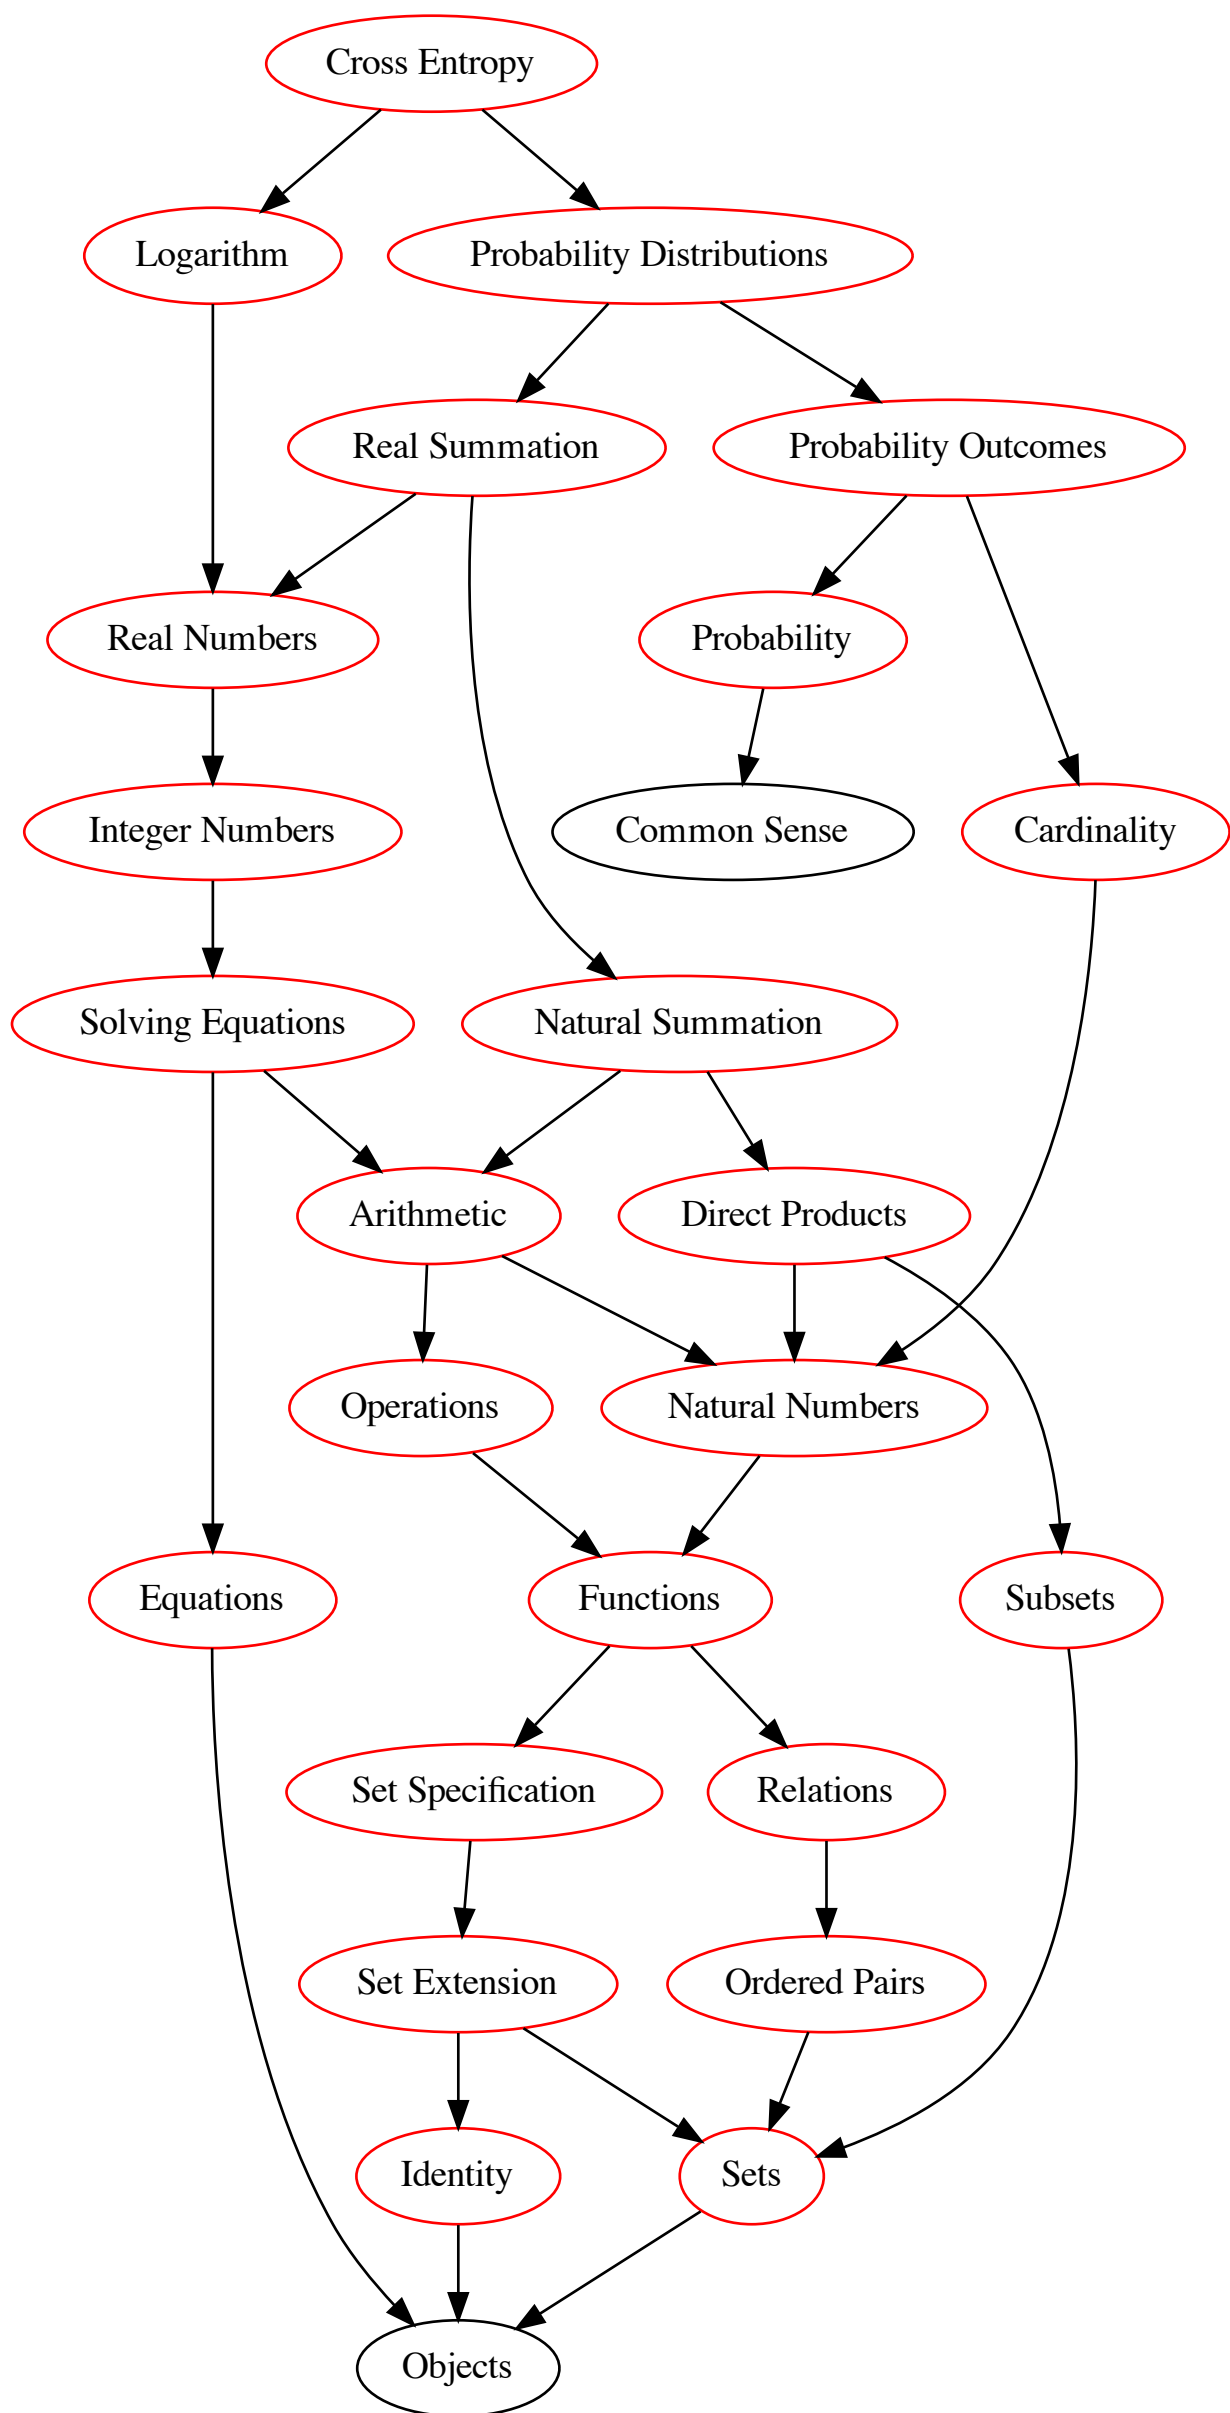 Cross Entropy
Logarithm
Probability Distributions
Real Summation
Probability Outcomes
Real Numbers
Probability
Integer Numbers
Common Sense
Cardinality
Solving Equations
Natural Summation
Arithmetic
Direct Products
Operations
Natural Numbers
Equations
Functions
Subsets
Set Specification
Relations
Set Extension
Ordered Pairs
Identity
Sets
Objects